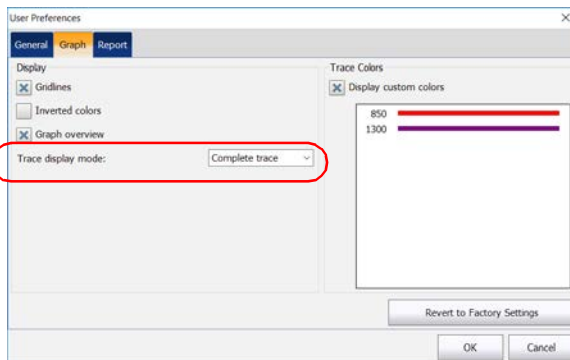 User Preferences
General Graph Report
Display
Gridlines
Inverted colors
Graph overview
Trace display mode: Complete trace
Trace Colors
Display custom colors
850
1300
Revert to Factory Settings
OK Cancel